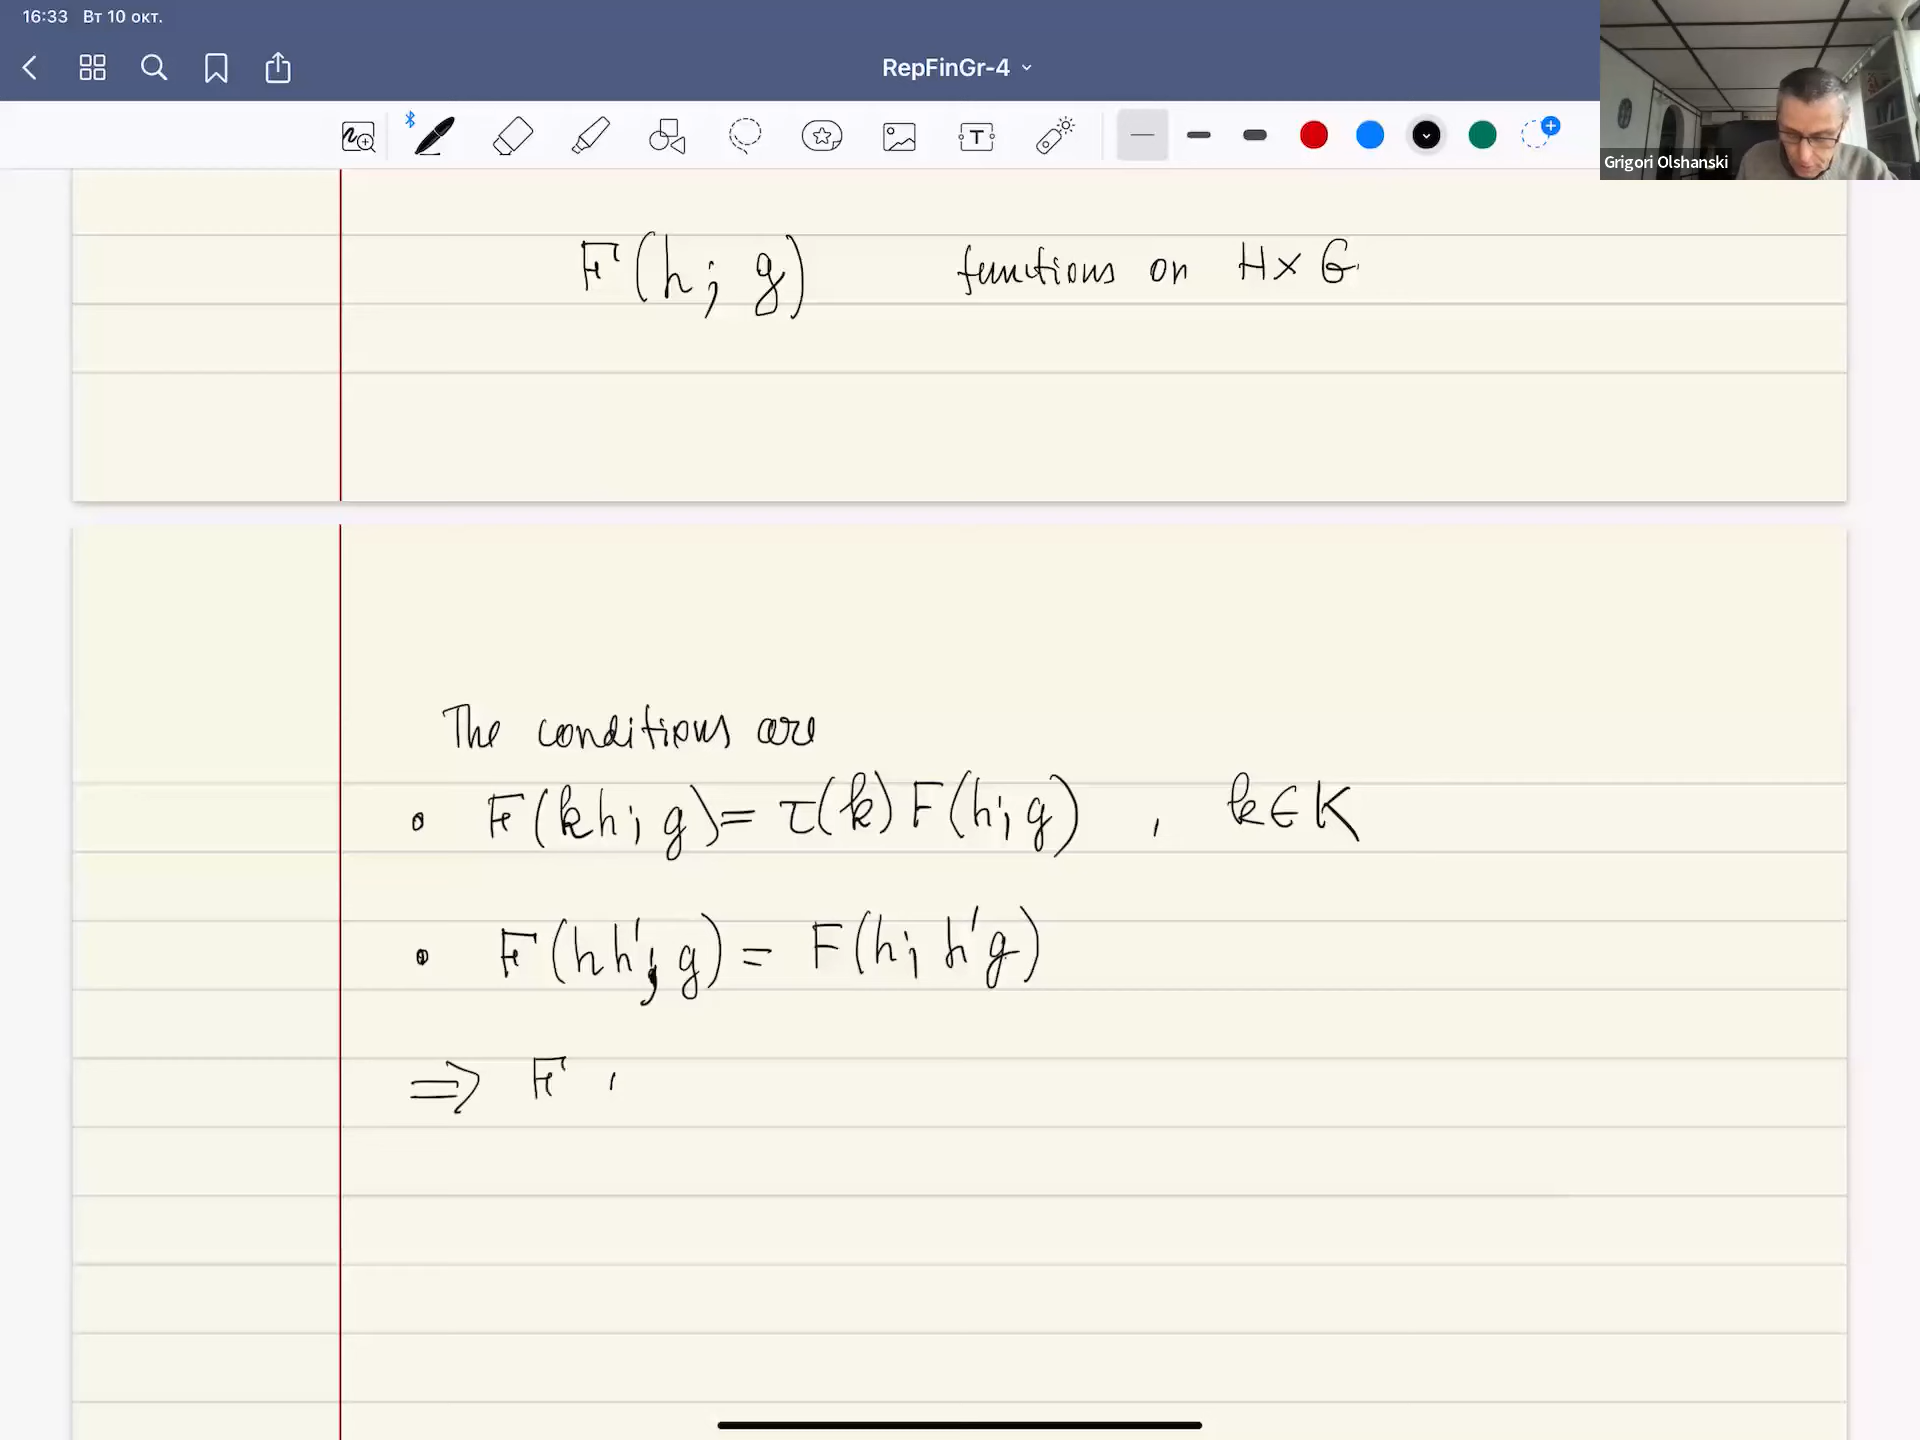 16:33 Вт 10 окт.
RepFinGr-4
T
Grigori Olshanski
F(h; g) functions on H × G.
The conditions are
• F(kh; g) = τ(k) F(h; g) , k ∈ K
• F(hh'; g) = F(h; h'g)
⇒ F